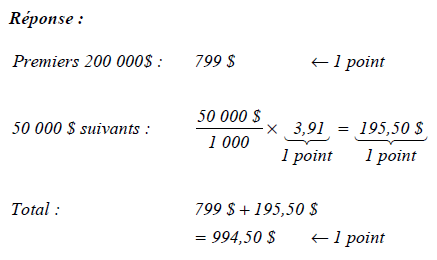 Réponse :
Premiers 200 000$ : 799 $ ← 1 point
50 000 $ suivants : 50 000 $ / 1 000 × 3,91 = 195,50 $
1 point 1 point
Total : 799 $ + 195,50 $
= 994,50 $ ← 1 point